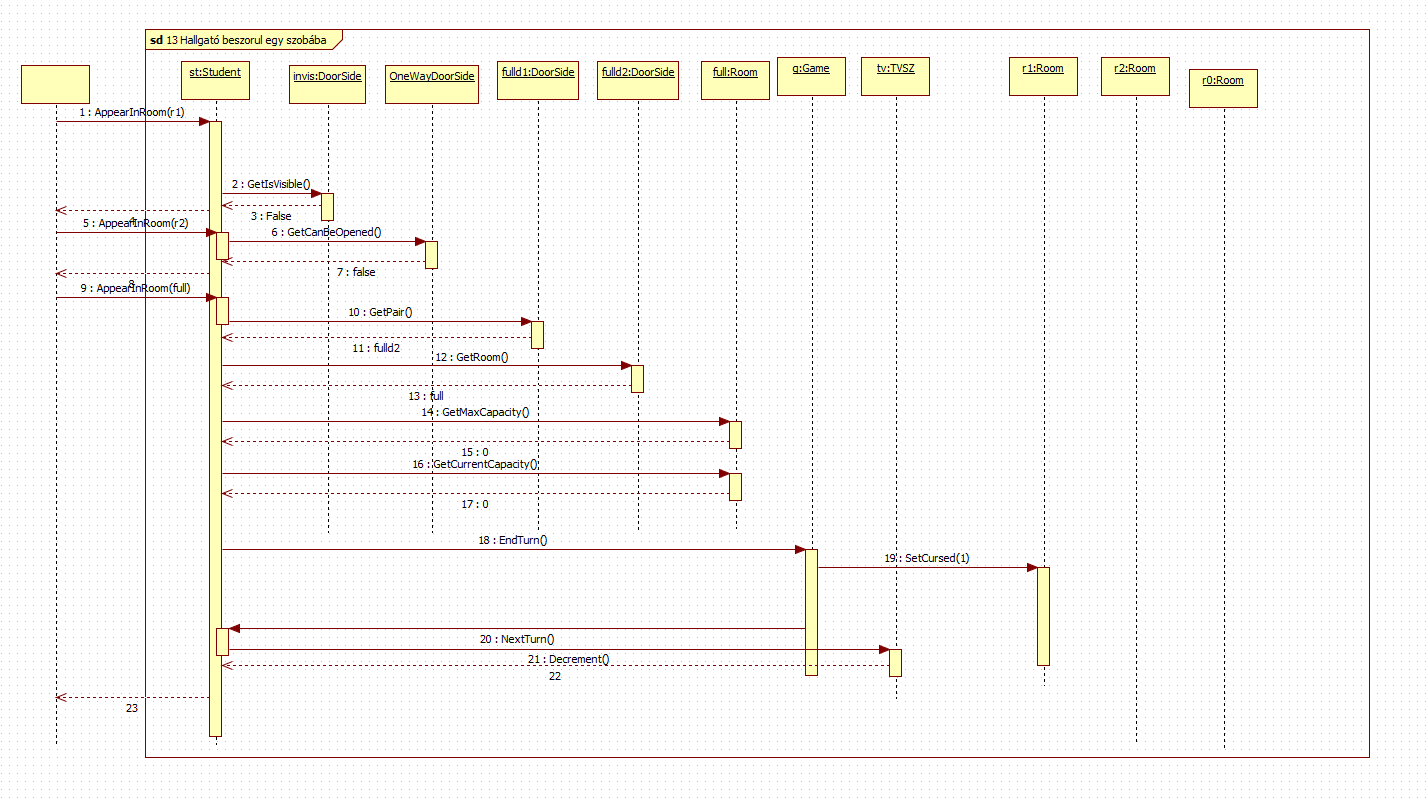 sd 13 Hallgató beszorul egy szobába
st:Student
invis:DoorSide
OneWayDoorSide
fulld1:DoorSide
fulld2:DoorSide
full:Room
g:Game
tv:TVSZ
r1:Room
r2:Room
r0:Room
1 : AppearInRoom(r1)
2 : GetIsVisible()
3 : False
4
5 : AppearInRoom(r2)
6 : GetCanBeOpened()
7 : false
8
9 : AppearInRoom(full)
10 : GetPair()
11 : fulld2
12 : GetRoom()
13 : full
14 : GetMaxCapacity()
15 : 0
16 : GetCurrentCapacity()
17 : 0
18 : EndTurn()
19 : SetCursed(1)
20 : NextTurn()
21 : Decrement()
22
23